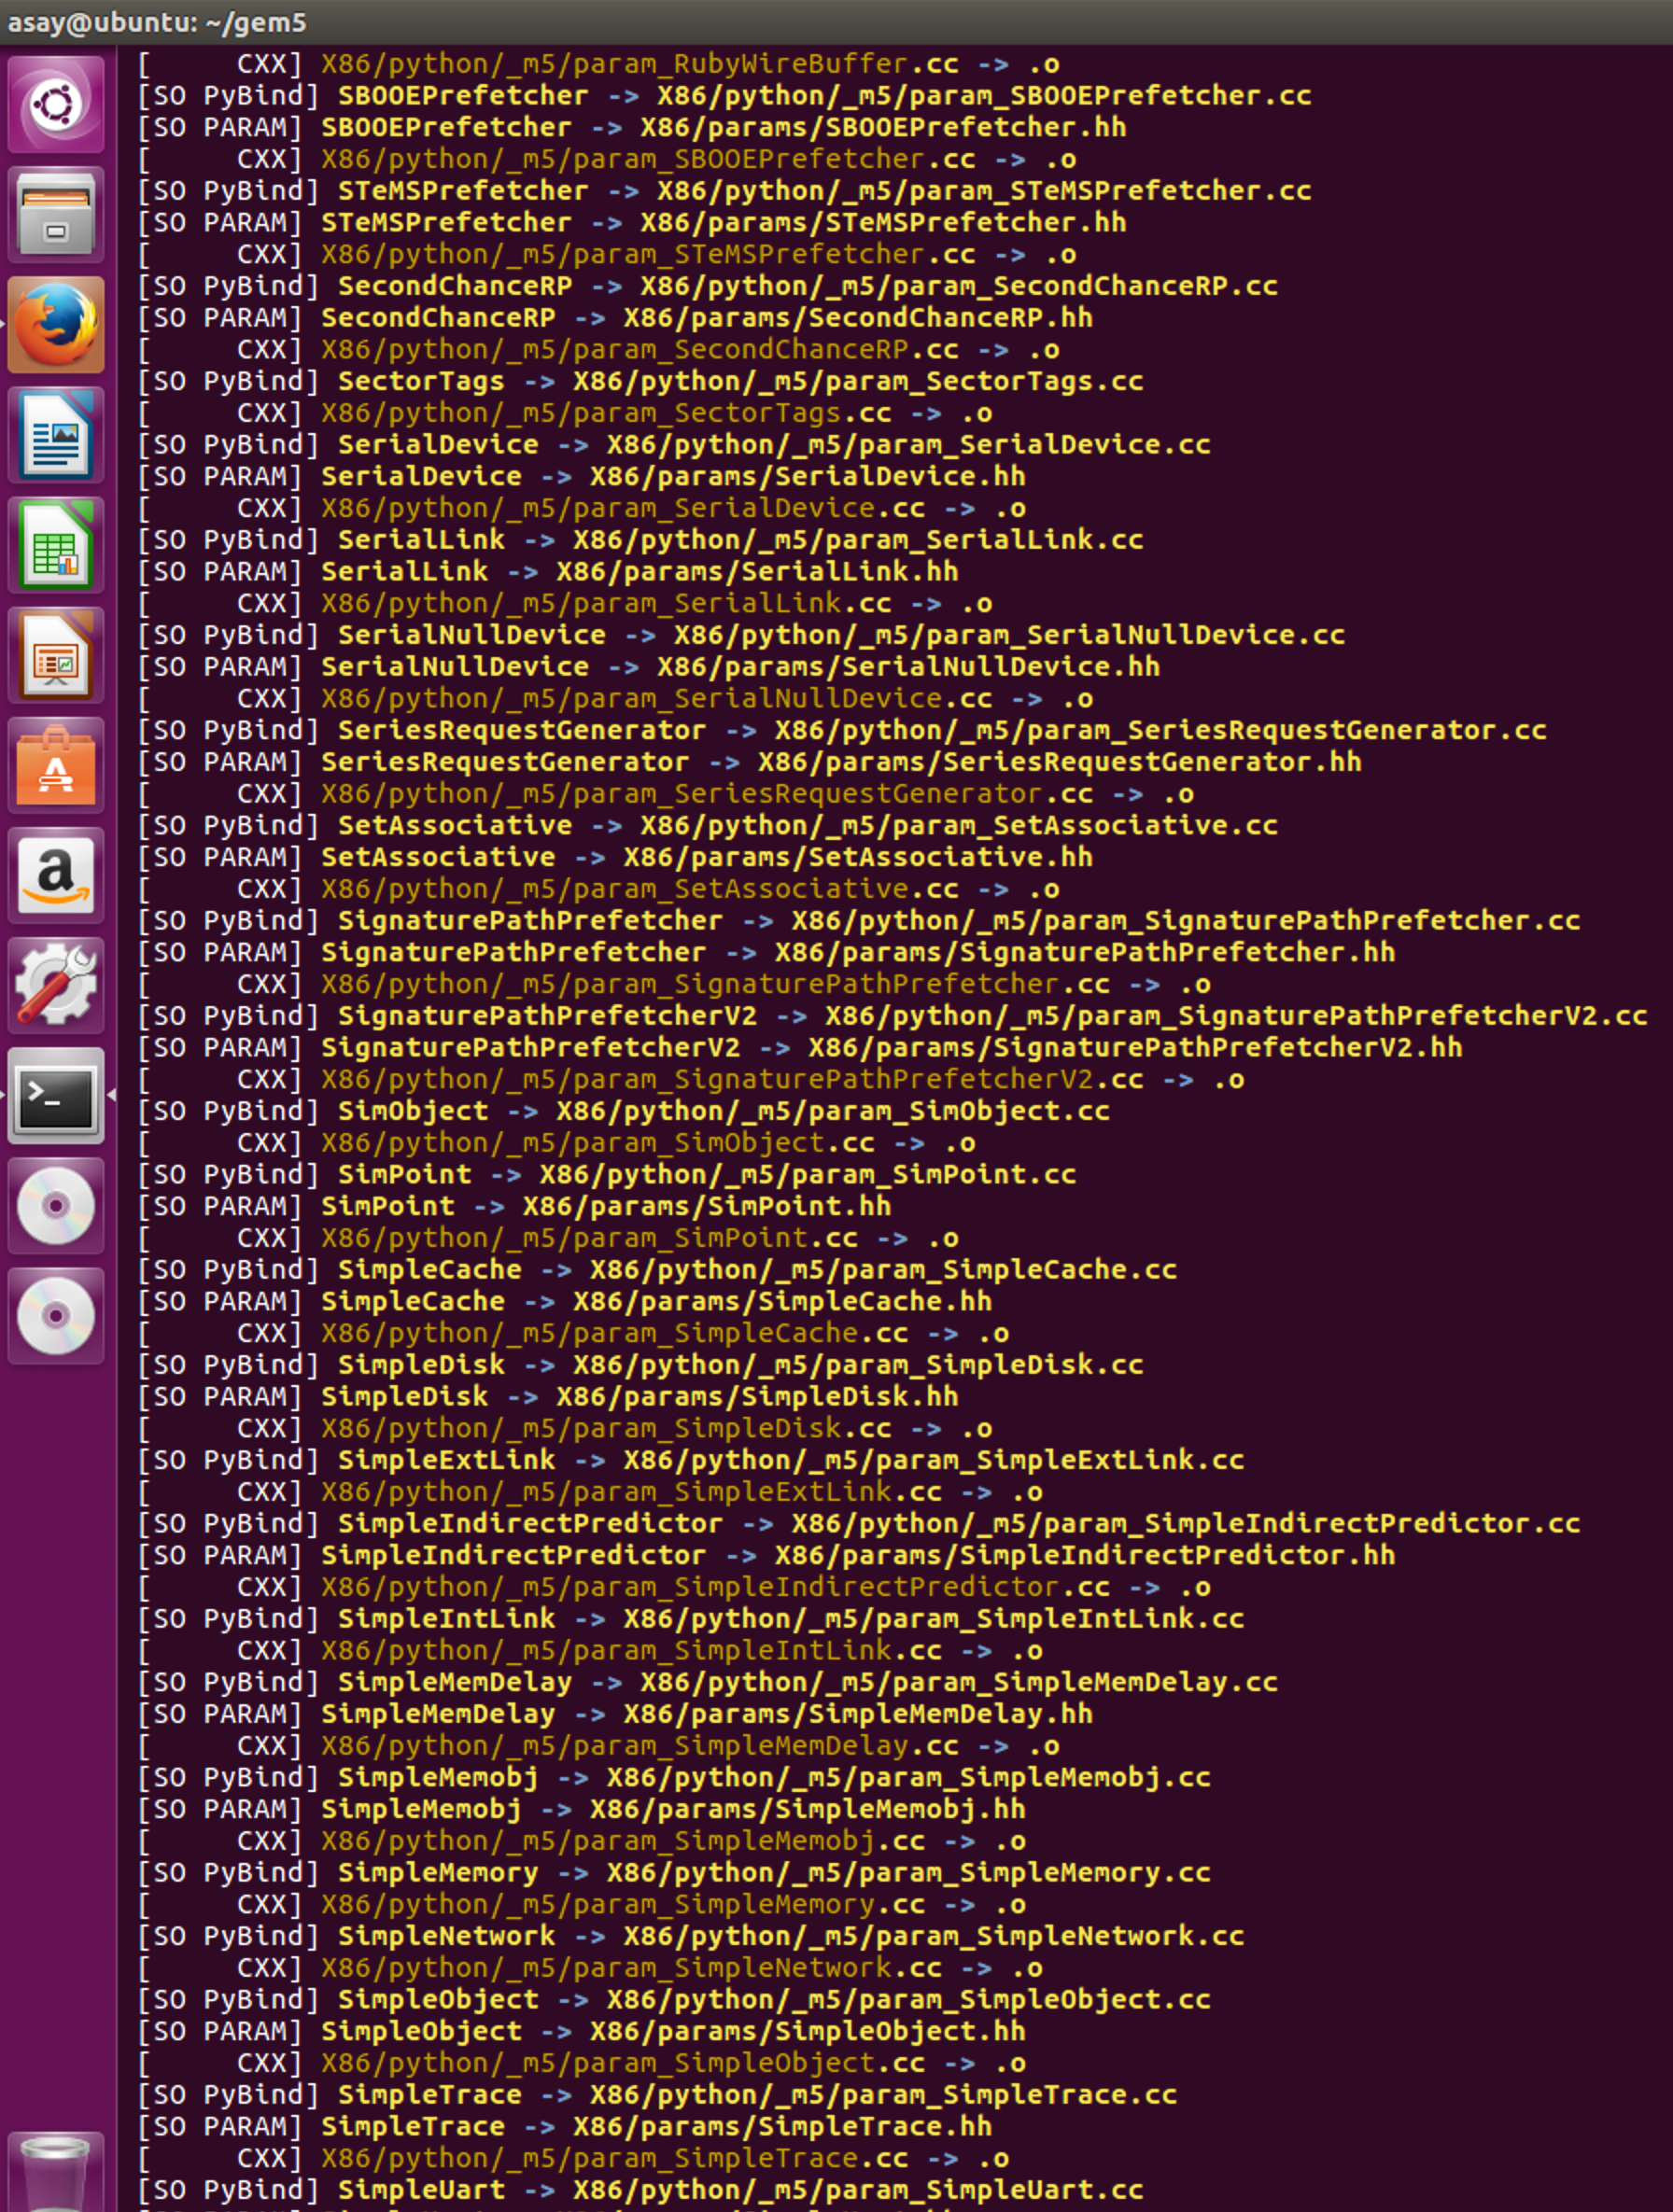 asay@ubuntu: ~/gem5
[     CXX] X86/python/_m5/param_RubyWireBuffer.cc -> .o
[SO PyBind] SBOOEPrefetcher -> X86/python/_m5/param_SBOOEPrefetcher.cc
[SO PARAM] SBOOEPrefetcher -> X86/params/SBOOEPrefetcher.hh
[     CXX] X86/python/_m5/param_SBOOEPrefetcher.cc -> .o
[SO PyBind] STeMSPrefetcher -> X86/python/_m5/param_STeMSPrefetcher.cc
[SO PARAM] STeMSPrefetcher -> X86/params/STeMSPrefetcher.hh
[     CXX] X86/python/_m5/param_STeMSPrefetcher.cc -> .o
[SO PyBind] SecondChanceRP -> X86/python/_m5/param_SecondChanceRP.cc
[SO PARAM] SecondChanceRP -> X86/params/SecondChanceRP.hh
[     CXX] X86/python/_m5/param_SecondChanceRP.cc -> .o
[SO PyBind] SectorTags -> X86/python/_m5/param_SectorTags.cc
[     CXX] X86/python/_m5/param_SectorTags.cc -> .o
[SO PyBind] SerialDevice -> X86/python/_m5/param_SerialDevice.cc
[SO PARAM] SerialDevice -> X86/params/SerialDevice.hh
[     CXX] X86/python/_m5/param_SerialDevice.cc -> .o
[SO PyBind] SerialLink -> X86/python/_m5/param_SerialLink.cc
[SO PARAM] SerialLink -> X86/params/SerialLink.hh
[     CXX] X86/python/_m5/param_SerialLink.cc -> .o
[SO PyBind] SerialNullDevice -> X86/python/_m5/param_SerialNullDevice.cc
[SO PARAM] SerialNullDevice -> X86/params/SerialNullDevice.hh
[     CXX] X86/python/_m5/param_SerialNullDevice.cc -> .o
[SO PyBind] SeriesRequestGenerator -> X86/python/_m5/param_SeriesRequestGenerator.cc
[SO PARAM] SeriesRequestGenerator -> X86/params/SeriesRequestGenerator.hh
[     CXX] X86/python/_m5/param_SeriesRequestGenerator.cc -> .o
[SO PyBind] SetAssociative -> X86/python/_m5/param_SetAssociative.cc
[SO PARAM] SetAssociative -> X86/params/SetAssociative.hh
[     CXX] X86/python/_m5/param_SetAssociative.cc -> .o
[SO PyBind] SignaturePathPrefetcher -> X86/python/_m5/param_SignaturePathPrefetcher.cc
[SO PARAM] SignaturePathPrefetcher -> X86/params/SignaturePathPrefetcher.hh
[     CXX] X86/python/_m5/param_SignaturePathPrefetcher.cc -> .o
[SO PyBind] SignaturePathPrefetcherV2 -> X86/python/_m5/param_SignaturePathPrefetcherV2.cc
[SO PARAM] SignaturePathPrefetcherV2 -> X86/params/SignaturePathPrefetcherV2.hh
[     CXX] X86/python/_m5/param_SignaturePathPrefetcherV2.cc -> .o
[SO PyBind] SimObject -> X86/python/_m5/param_SimObject.cc
[     CXX] X86/python/_m5/param_SimObject.cc -> .o
[SO PyBind] SimPoint -> X86/python/_m5/param_SimPoint.cc
[SO PARAM] SimPoint -> X86/params/SimPoint.hh
[     CXX] X86/python/_m5/param_SimPoint.cc -> .o
[SO PyBind] SimpleCache -> X86/python/_m5/param_SimpleCache.cc
[SO PARAM] SimpleCache -> X86/params/SimpleCache.hh
[     CXX] X86/python/_m5/param_SimpleCache.cc -> .o
[SO PyBind] SimpleDisk -> X86/python/_m5/param_SimpleDisk.cc
[SO PARAM] SimpleDisk -> X86/params/SimpleDisk.hh
[     CXX] X86/python/_m5/param_SimpleDisk.cc -> .o
[SO PyBind] SimpleExtLink -> X86/python/_m5/param_SimpleExtLink.cc
[     CXX] X86/python/_m5/param_SimpleExtLink.cc -> .o
[SO PyBind] SimpleIndirectPredictor -> X86/python/_m5/param_SimpleIndirectPredictor.cc
[SO PARAM] SimpleIndirectPredictor -> X86/params/SimpleIndirectPredictor.hh
[     CXX] X86/python/_m5/param_SimpleIndirectPredictor.cc -> .o
[SO PyBind] SimpleIntLink -> X86/python/_m5/param_SimpleIntLink.cc
[     CXX] X86/python/_m5/param_SimpleIntLink.cc -> .o
[SO PyBind] SimpleMemDelay -> X86/python/_m5/param_SimpleMemDelay.cc
[SO PARAM] SimpleMemDelay -> X86/params/SimpleMemDelay.hh
[     CXX] X86/python/_m5/param_SimpleMemDelay.cc -> .o
[SO PyBind] SimpleMemobj -> X86/python/_m5/param_SimpleMemobj.cc
[SO PARAM] SimpleMemobj -> X86/params/SimpleMemobj.hh
[     CXX] X86/python/_m5/param_SimpleMemobj.cc -> .o
[SO PyBind] SimpleMemory -> X86/python/_m5/param_SimpleMemory.cc
[     CXX] X86/python/_m5/param_SimpleMemory.cc -> .o
[SO PyBind] SimpleNetwork -> X86/python/_m5/param_SimpleNetwork.cc
[     CXX] X86/python/_m5/param_SimpleNetwork.cc -> .o
[SO PyBind] SimpleObject -> X86/python/_m5/param_SimpleObject.cc
[SO PARAM] SimpleObject -> X86/params/SimpleObject.hh
[     CXX] X86/python/_m5/param_SimpleObject.cc -> .o
[SO PyBind] SimpleTrace -> X86/python/_m5/param_SimpleTrace.cc
[SO PARAM] SimpleTrace -> X86/params/SimpleTrace.hh
[     CXX] X86/python/_m5/param_SimpleTrace.cc -> .o
[SO PyBind] SimpleUart -> X86/python/_m5/param_SimpleUart.cc